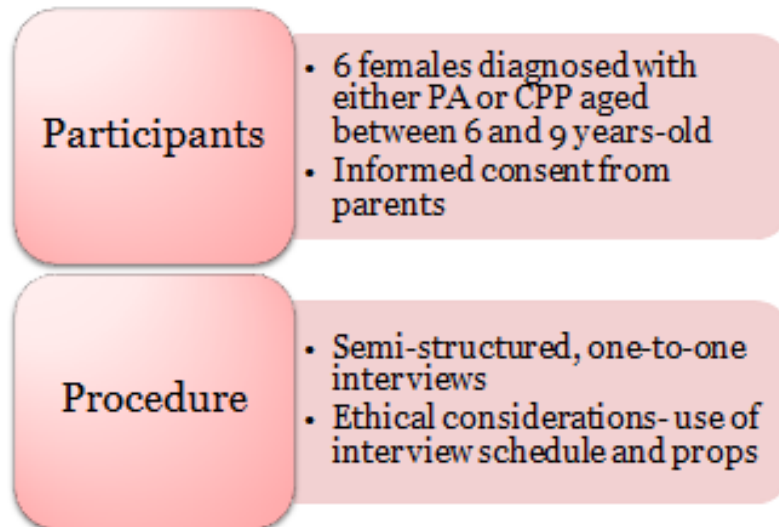 Participants
• 6 females diagnosed with
either PA or CPP aged
between 6 and 9 years-old
• Informed consent from
parents
Procedure
• Semi-structured, one-to-one
interviews
• Ethical considerations- use of
interview schedule and props